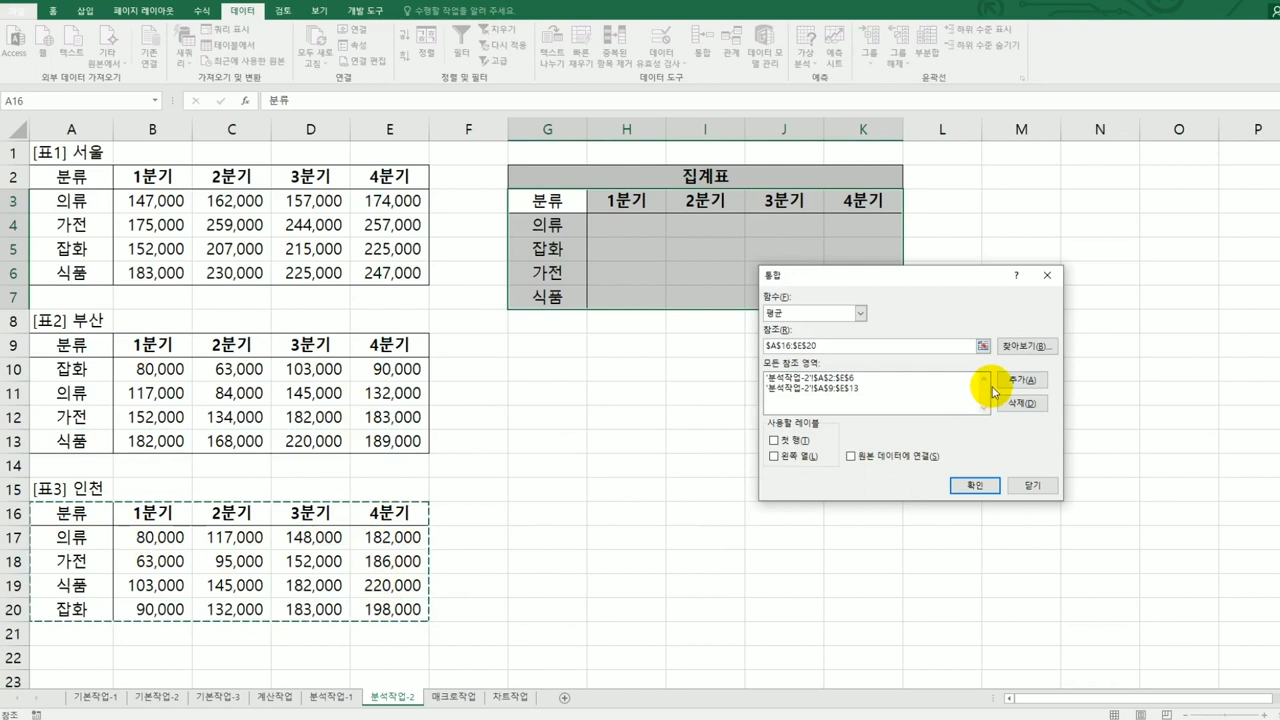 홈 삽입 페이지 레이아웃 수식 데이터 검토 보기 개발 도구 수행할 작업을 알려 주세요.
Access 웹 텍스트 기타 원본에서 기존 연결 새 쿼리 쿼리 표시 테이블에서 최근에 사용한 원본 모두 새로 고침 연결 속성 연결 편집 정렬 필터 지우기 다시 적용 고급 텍스트 나누기 빠른 채우기 중복된 항목 제거 데이터 유효성 검사 통합 관계 데이터 모델 관리 가상 분석 예측 시트 그룹 그룹 해제 부분합 하위 수준 표시 하위 수준 숨기기
외부 데이터 가져오기 가져오기 및 변환 연결 정렬 및 필터 데이터 도구 예측 윤곽선
A16 fx 분류
A B C D E F G H I J K L M N O P
1 [표1] 서울
2 분류 1분기 2분기 3분기 4분기 집계표
3 의류 147,000 162,000 157,000 174,000 분류 1분기 2분기 3분기 4분기
4 가전 175,000 259,000 244,000 257,000 의류
5 잡화 152,000 207,000 215,000 225,000 잡화
6 식품 183,000 230,000 225,000 247,000 가전
7 식품
8 [표2] 부산
9 분류 1분기 2분기 3분기 4분기
10 잡화 80,000 63,000 103,000 90,000
11 의류 117,000 84,000 145,000 132,000
12 가전 152,000 134,000 182,000 183,000
13 식품 182,000 168,000 220,000 189,000
14
15 [표3] 인천
16 분류 1분기 2분기 3분기 4분기
17 의류 80,000 117,000 148,000 182,000
18 가전 63,000 95,000 152,000 186,000
19 식품 103,000 145,000 182,000 220,000
20 잡화 90,000 132,000 183,000 198,000
21
22
23
통합 ?
함수(F):
평균
참조(R):
$A$16:$E$20 찾아보기(B)...
모든 참조 영역:
'분석작업-2'!$A$2:$E$6 추가(A)
'분석작업-2'!$A$9:$E$13 삭제(D)
사용할 레이블
첫 행(T)
왼쪽 열(L) 원본 데이터에 연결(S)
확인 닫기
기본작업-1 기본작업-2 기본작업-3 계산작업 분석작업-1 분석작업-2 매크로작업 차트작업
참조